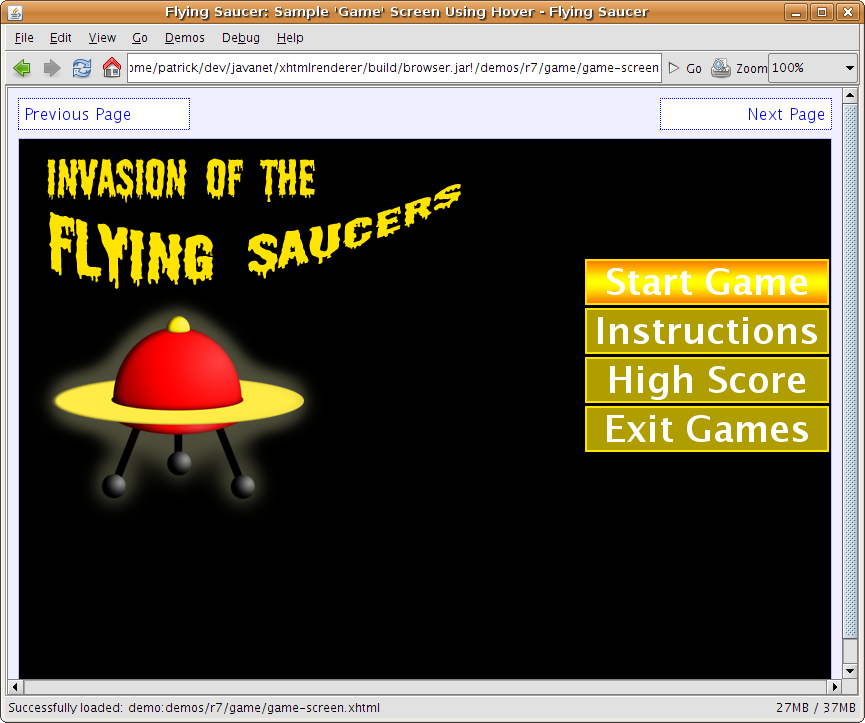 Flying Saucer: Sample 'Game' Screen Using Hover - Flying Saucer
File Edit View Go Demos Debug Help
ome/patrick/dev/javanet/xhtmlrenderer/build/browser.jar!/demos/r7/game/game-screen Go Zoom 100%
Previous Page Next Page
INVASION OF THE
FLYING SAUCERS
Start Game
Instructions
High Score
Exit Games
Successfully loaded: demo:demos/r7/game/game-screen.xhtml 27MB / 37MB